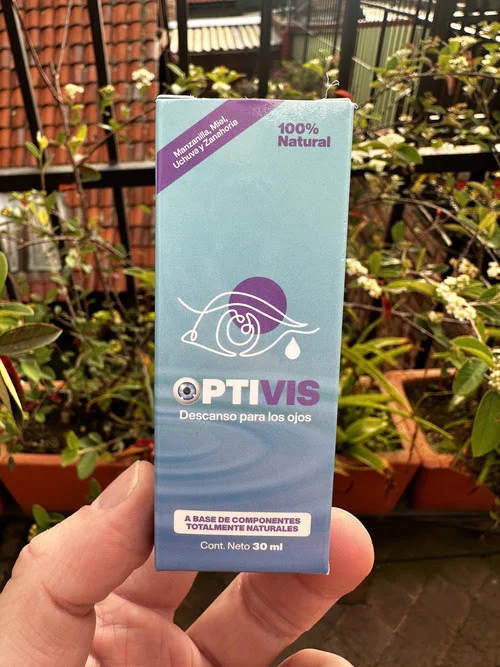 Manzanilla, Miel,
Uchuva y Zanahoria
100%
Natural
OPTIVIS
Descanso para los ojos
A BASE DE COMPONENTES
TOTALMENTE NATURALES
Cont. Neto 30 ml